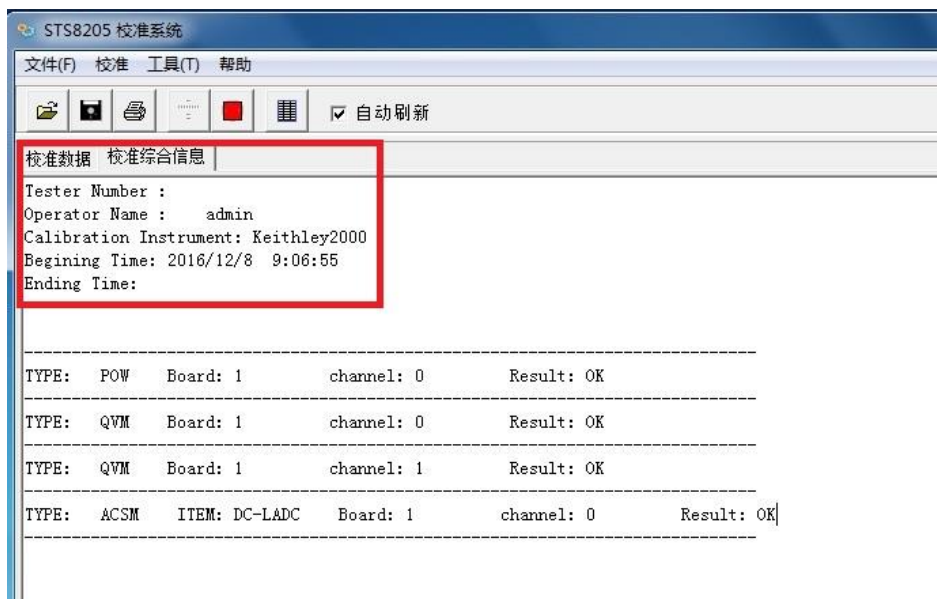 STS8205 校准系统
文件(F) 校准 工具(T) 帮助
自动刷新
校准数据 校准综合信息
Tester Number :
Operator Name : admin
Calibration Instrument: Keithley2000
Begining Time: 2016/12/8 9:06:55
Ending Time:
TYPE: POW Board: 1 channel: 0 Result: OK
TYPE: QVM Board: 1 channel: 0 Result: OK
TYPE: QVM Board: 1 channel: 1 Result: OK
TYPE: ACSM ITEM: DC-LADC Board: 1 channel: 0 Result: OK